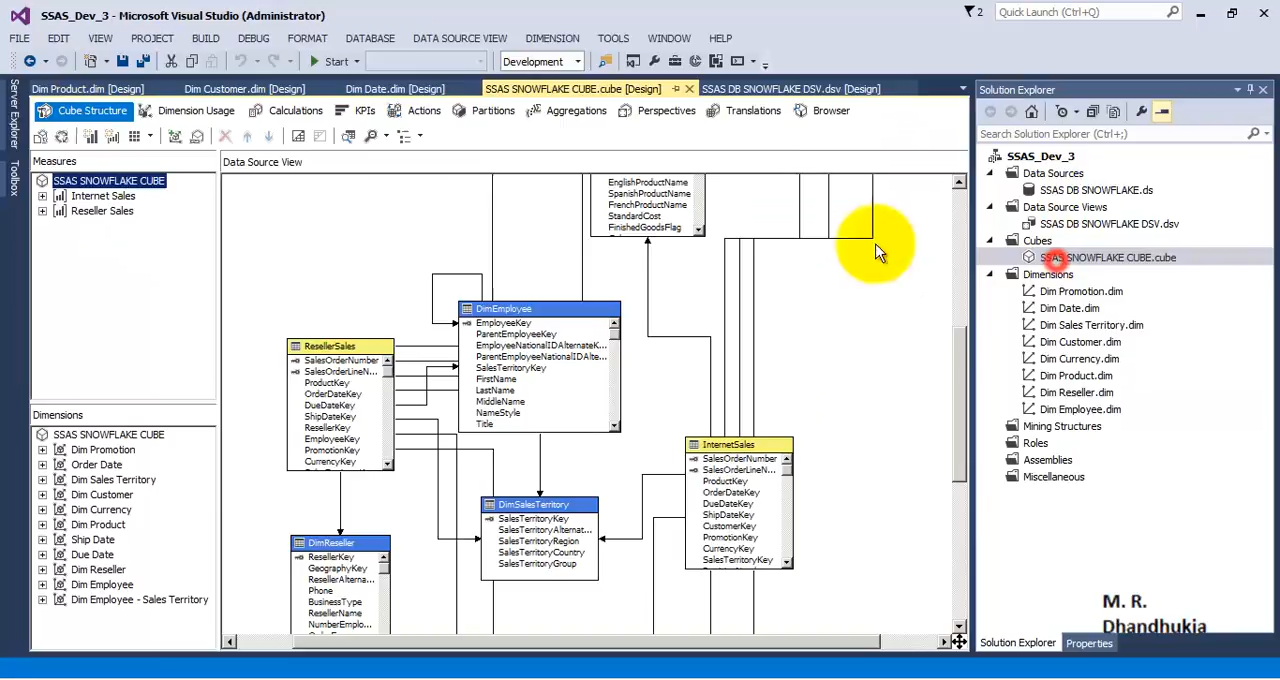 SSAS_Dev_3 - Microsoft Visual Studio (Administrator)
2
Quick Launch (Ctrl+Q)
FILE EDIT VIEW PROJECT BUILD DEBUG FORMAT DATABASE DATA SOURCE VIEW DIMENSION TOOLS WINDOW HELP
Start
Development
Server Explorer
Toolbox
Dim Product.dim [Design]
Dim Customer.dim [Design]
Dim Date.dim [Design]
SSAS SNOWFLAKE CUBE.cube [Design]
SSAS DB SNOWFLAKE DSV.dsv [Design]
Cube Structure
Dimension Usage
Calculations
KPIs
Actions
Partitions
Aggregations
Perspectives
Translations
Browser
Measures
SSAS SNOWFLAKE CUBE
Internet Sales
Reseller Sales
Dimensions
SSAS SNOWFLAKE CUBE
Dim Promotion
Order Date
Dim Sales Territory
Dim Customer
Dim Currency
Dim Product
Ship Date
Due Date
Dim Reseller
Dim Employee
Dim Employee - Sales Territory
Data Source View
EnglishProductName
SpanishProductName
FrenchProductName
StandardCost
FinishedGoodsFlag
DimEmployee
EmployeeKey
ParentEmployeeKey
EmployeeNationalIDAlternateK...
ParentEmployeeNationalIDAlte...
SalesTerritoryKey
FirstName
LastName
MiddleName
NameStyle
Title
ResellerSales
SalesOrderNumber
SalesOrderLineN...
ProductKey
OrderDateKey
DueDateKey
ShipDateKey
ResellerKey
EmployeeKey
PromotionKey
CurrencyKey
InternetSales
SalesOrderNumber
SalesOrderLineN...
ProductKey
OrderDateKey
DueDateKey
ShipDateKey
CustomerKey
PromotionKey
CurrencyKey
SalesTerritoryKey
DimSalesTerritory
SalesTerritoryKey
SalesTerritoryAlternat...
SalesTerritoryRegion
SalesTerritoryCountry
SalesTerritoryGroup
DimReseller
ResellerKey
GeographyKey
ResellerAlterna...
Phone
BusinessType
ResellerName
NumberEmplo...
Solution Explorer
Search Solution Explorer (Ctrl+;)
SSAS_Dev_3
Data Sources
SSAS DB SNOWFLAKE.ds
Data Source Views
SSAS DB SNOWFLAKE DSV.dsv
Cubes
SSAS SNOWFLAKE CUBE.cube
Dimensions
Dim Promotion.dim
Dim Date.dim
Dim Sales Territory.dim
Dim Customer.dim
Dim Currency.dim
Dim Product.dim
Dim Reseller.dim
Dim Employee.dim
Mining Structures
Roles
Assemblies
Miscellaneous
M. R.
Dhandhukia
Solution Explorer
Properties